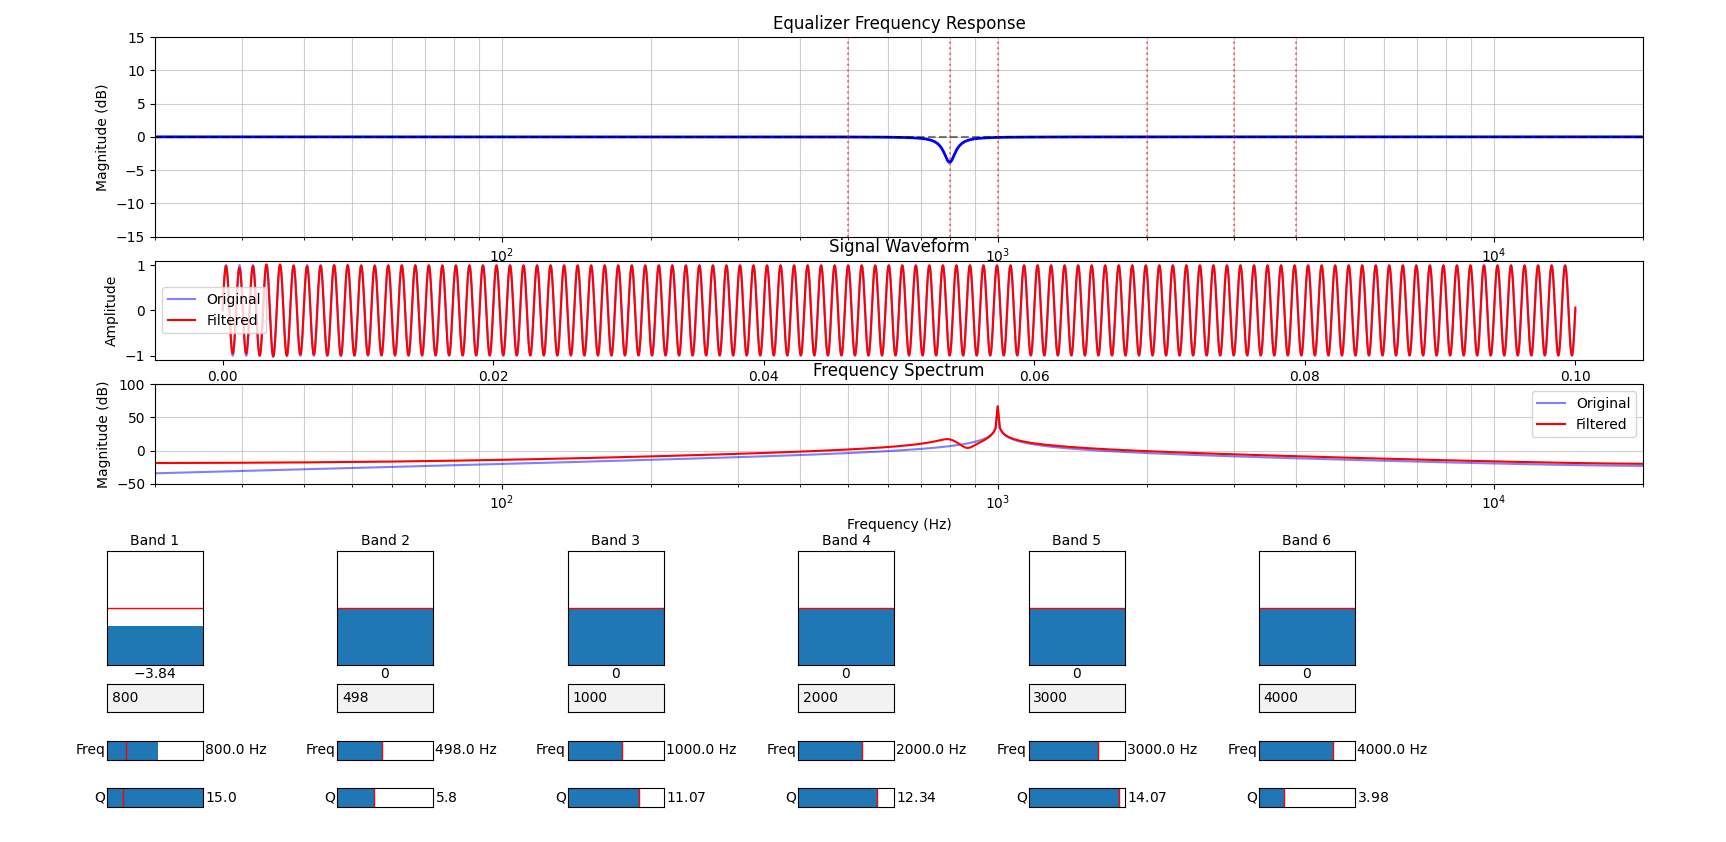 Equalizer Frequency Response
Magnitude (dB)
15
10
5
0
−5
−10
−15
10²
10³
10⁴
Signal Waveform
Amplitude
1
0
−1
Original
Filtered
0.00
0.02
0.04
0.06
0.08
0.10
Frequency Spectrum
Magnitude (dB)
100
50
0
−50
Original
Filtered
10²
10³
10⁴
Frequency (Hz)
Band 1
Band 2
Band 3
Band 4
Band 5
Band 6
−3.84
0
0
0
0
0
800
498
1000
2000
3000
4000
Freq 800.0 Hz
Freq 498.0 Hz
Freq 1000.0 Hz
Freq 2000.0 Hz
Freq 3000.0 Hz
Freq 4000.0 Hz
Q 15.0
Q 5.8
Q 11.07
Q 12.34
Q 14.07
Q 3.98